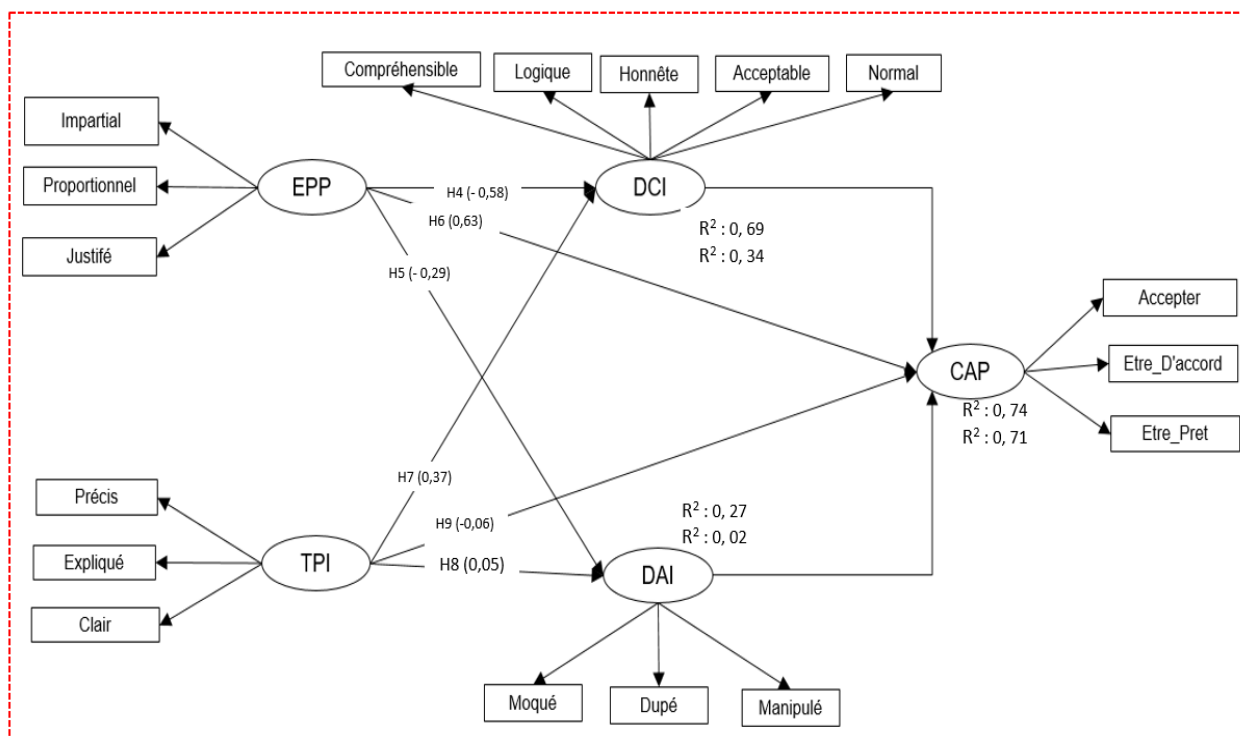 Compréhensible
Logique
Honnête
Acceptable
Normal
Impartial
Proportionnel
Justifé
EPP
DCI
H4 (- 0,58)
H6 (0,63)
H5 (- 0,29)
R² : 0, 69
R² : 0, 34
Accepter
Etre_D'accord
Etre_Pret
CAP
R² : 0, 74
R² : 0, 71
H7 (0,37)
H9 (-0,06)
H8 (0,05)
Précis
Expliqué
Clair
TPI
R² : 0, 27
R² : 0, 02
DAI
Moqué
Dupé
Manipulé